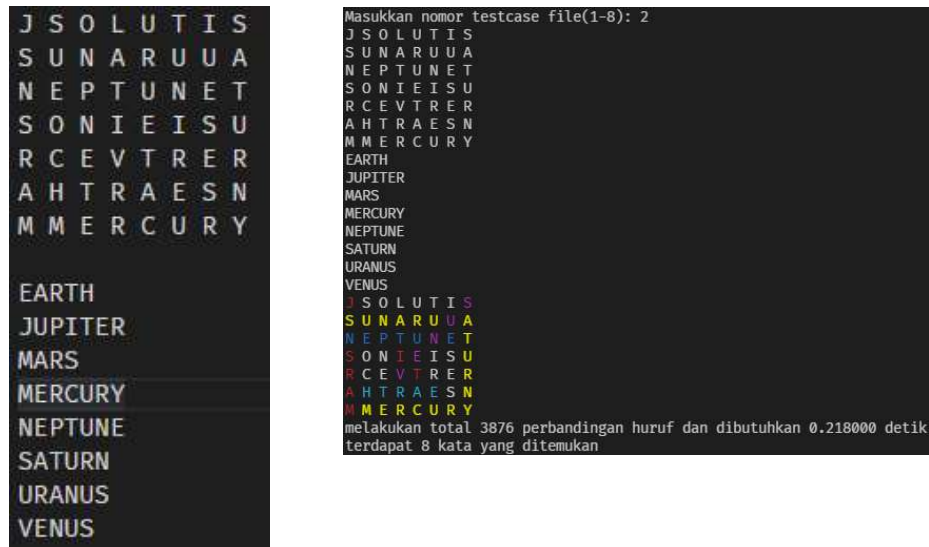 J S O L U T I S
S U N A R U U A
N E P T U N E T
S O N I E I S U
R C E V T R E R
A H T R A E S N
M M E R C U R Y
EARTH
JUPITER
MARS
MERCURY
NEPTUNE
SATURN
URANUS
VENUS
Masukkan nomor testcase file(1-8): 2
J S O L U T I S
S U N A R U U A
N E P T U N E T
S O N I E I S U
R C E V T R E R
A H T R A E S N
M M E R C U R Y
EARTH
JUPITER
MARS
MERCURY
NEPTUNE
SATURN
URANUS
VENUS
J S O L U T I S
S U N A R U U A
N E P T U N E T
S O N I E I S U
R C E V T R E R
A H T R A E S N
M M E R C U R Y
melakukan total 3876 perbandingan huruf dan dibutuhkan 0.218000 detik
terdapat 8 kata yang ditemukan